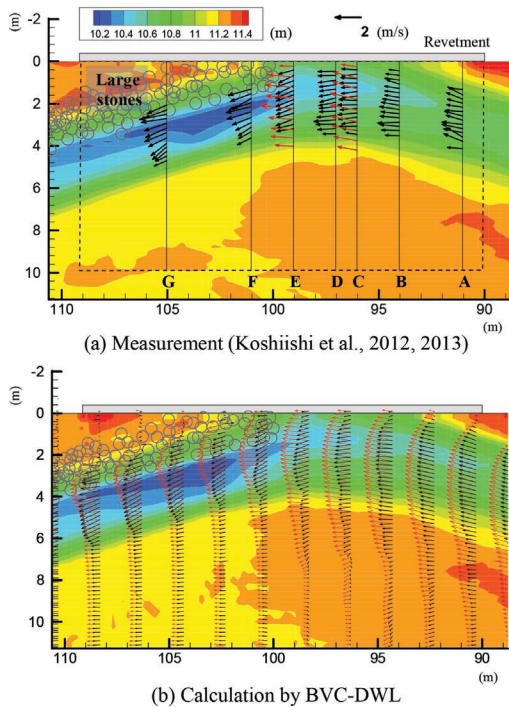 10.2 10.4 10.6 10.8 11 11.2 11.4 (m)
2 (m/s)
Revetment
(m)
-2
0
Large
stones
2
4
6
8
10
G F E D C B A
110 105 100 95 90
(m)
(a) Measurement (Koshiishi et al., 2012, 2013)
(m)
-2
0
2
4
6
8
10
110 105 100 95 90
(b) Calculation by BVC-DWL